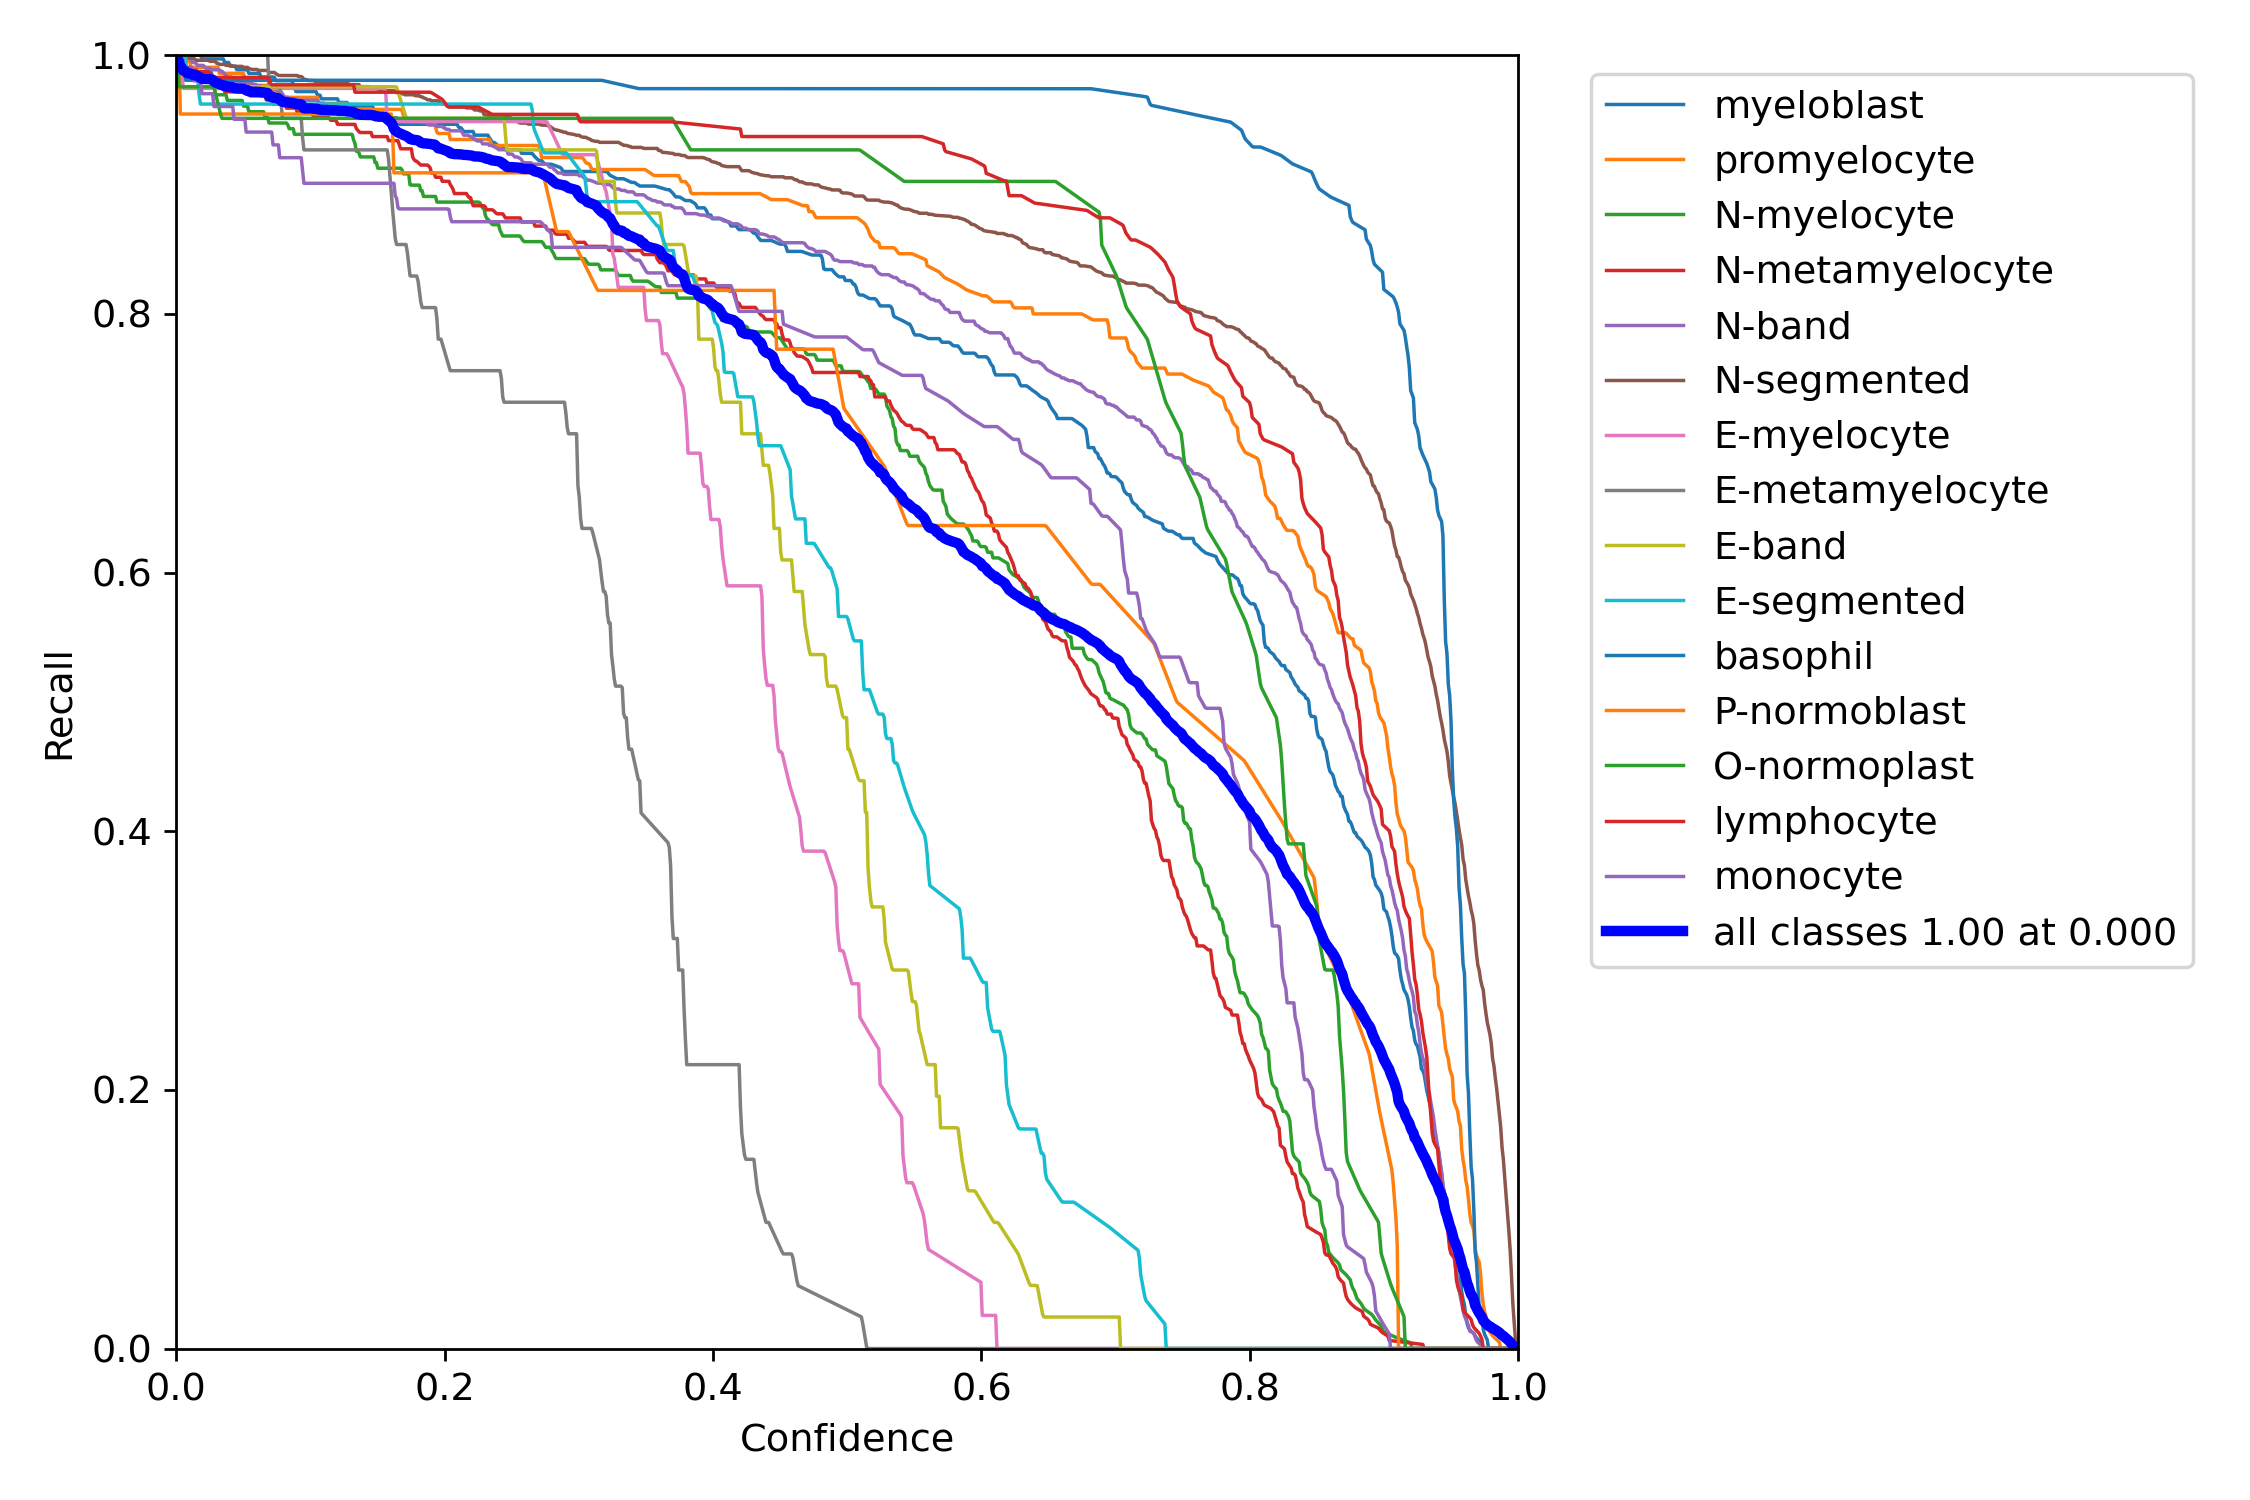 1.0
0.8
0.6
0.4
0.2
0.0
Recall
0.0 0.2 0.4 0.6 0.8 1.0
Confidence
myeloblast
promyelocyte
N-myelocyte
N-metamyelocyte
N-band
N-segmented
E-myelocyte
E-metamyelocyte
E-band
E-segmented
basophil
P-normoblast
O-normoplast
lymphocyte
monocyte
all classes 1.00 at 0.000